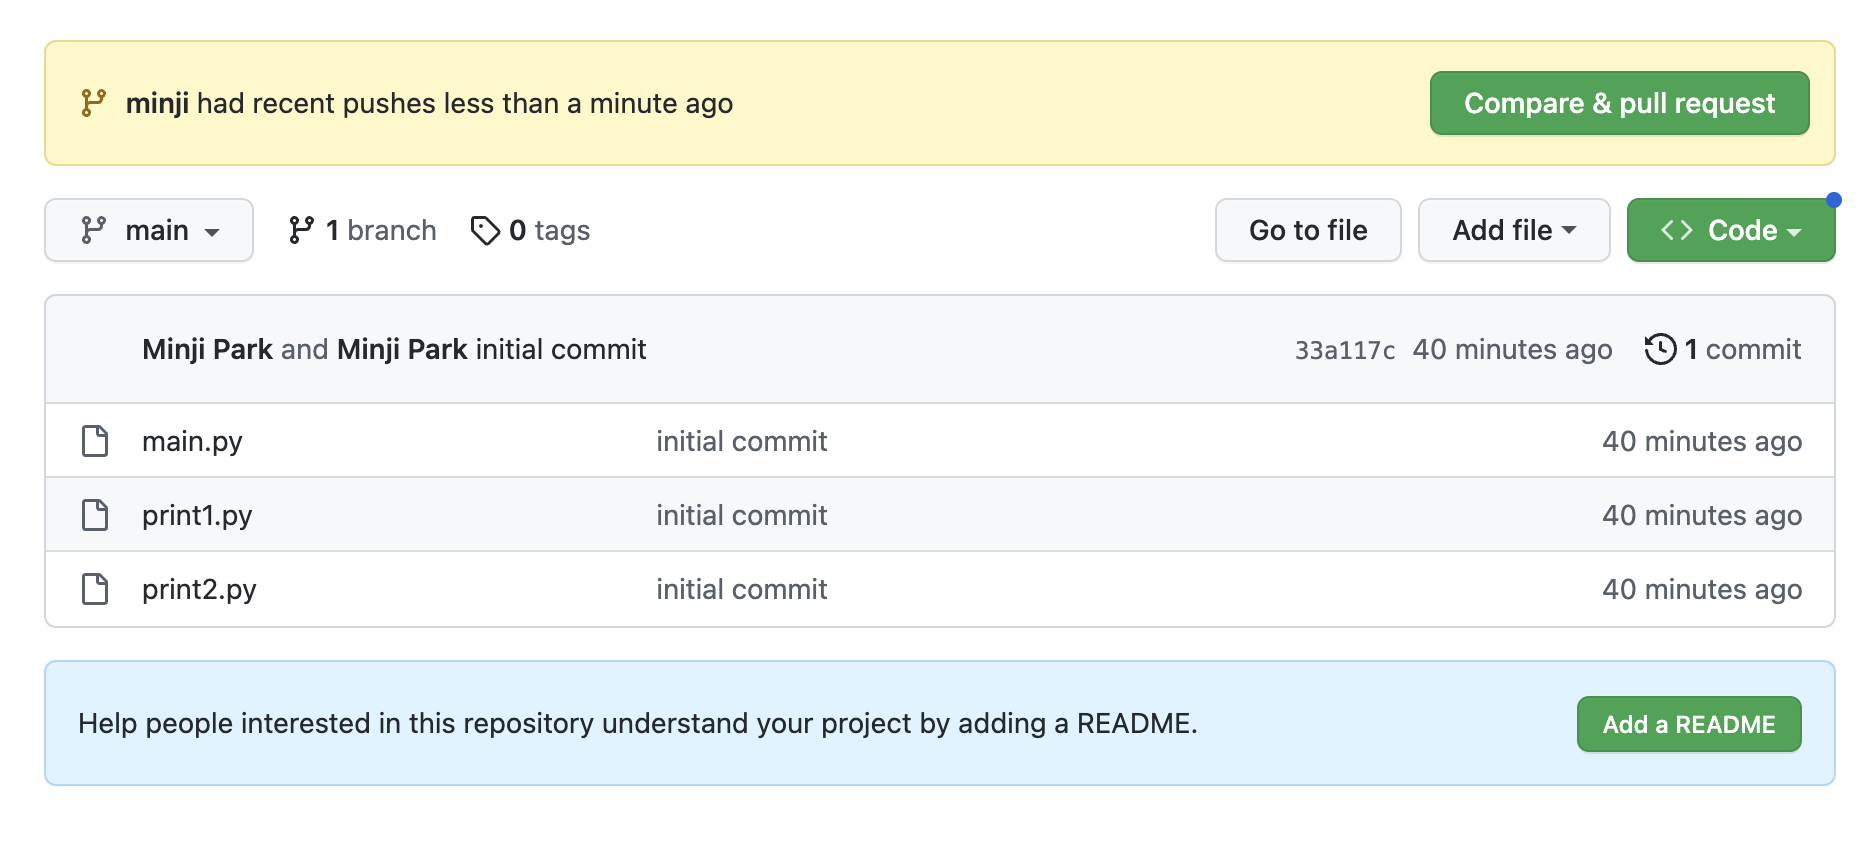 minji had recent pushes less than a minute ago Compare & pull request
main 1 branch 0 tags Go to file Add file <> Code
Minji Park and Minji Park initial commit 33a117c 40 minutes ago 1 commit
main.py initial commit 40 minutes ago
print1.py initial commit 40 minutes ago
print2.py initial commit 40 minutes ago
Help people interested in this repository understand your project by adding a README. Add a README